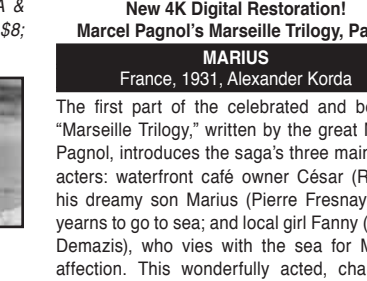 A &
$8;
New 4K Digital Restoration!
Marcel Pagnol's Marseille Trilogy,
MARIUS
France, 1931, Alexander Korda
The first part of the celebrated and
“Marseille Trilogy,” written by the great
Pagnol, introduces the saga's three main
acters: waterfront café owner César
his dreamy son Marius (Pierre Fresnay
yearns to go to sea; and local girl Fanny
Demazis), who vies with the sea for
affection. This wonderfully acted,